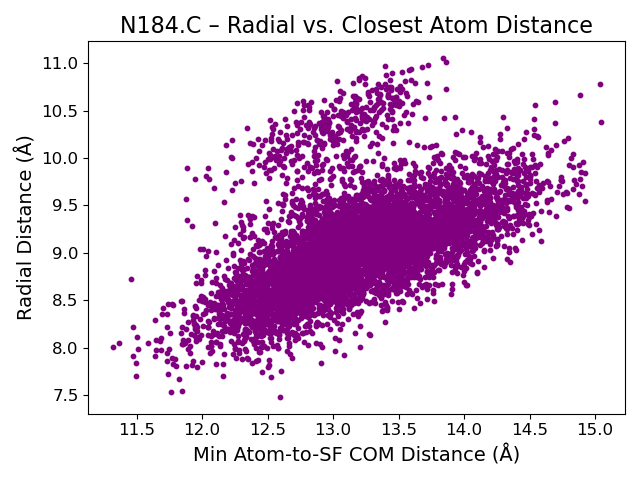 N184.C – Radial vs. Closest Atom Distance
11.0
10.5
10.0
9.5
9.0
8.5
8.0
7.5
Radial Distance (Å)
11.5 12.0 12.5 13.0 13.5 14.0 14.5 15.0
Min Atom-to-SF COM Distance (Å)